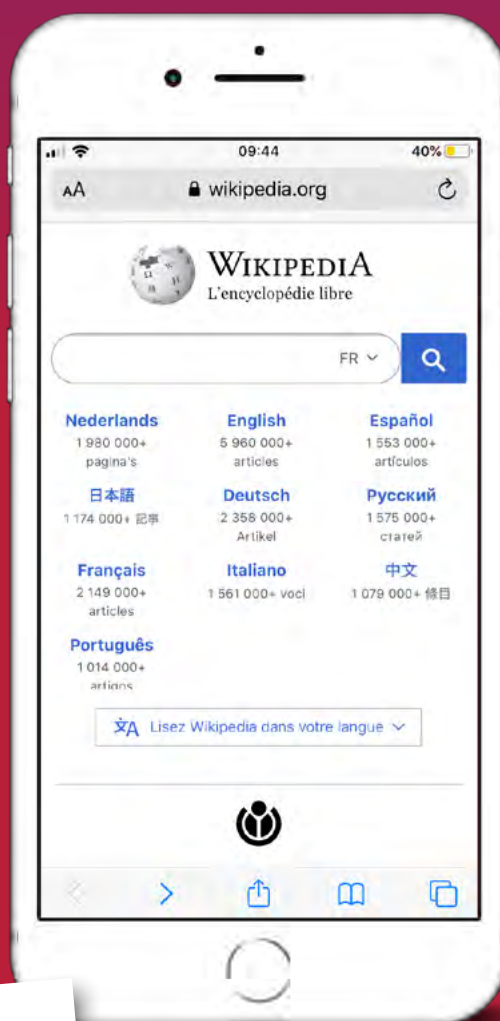 09:44
40%
AA
wikipedia.org
WIKIPEDIA
L'encyclopédie libre
FR
Nederlands
1 980 000+
pagina's
English
5 960 000+
articles
Español
1 553 000+
artículos
日本語
1 174 000+ 記事
Deutsch
2 358 000+
Artikel
Русский
1 575 000+
статей
Français
2 149 000+
articles
Italiano
1 561 000+ voci
中文
1 079 000+ 條目
Português
1 014 000+
artigos
Lisez Wikipedia dans votre langue